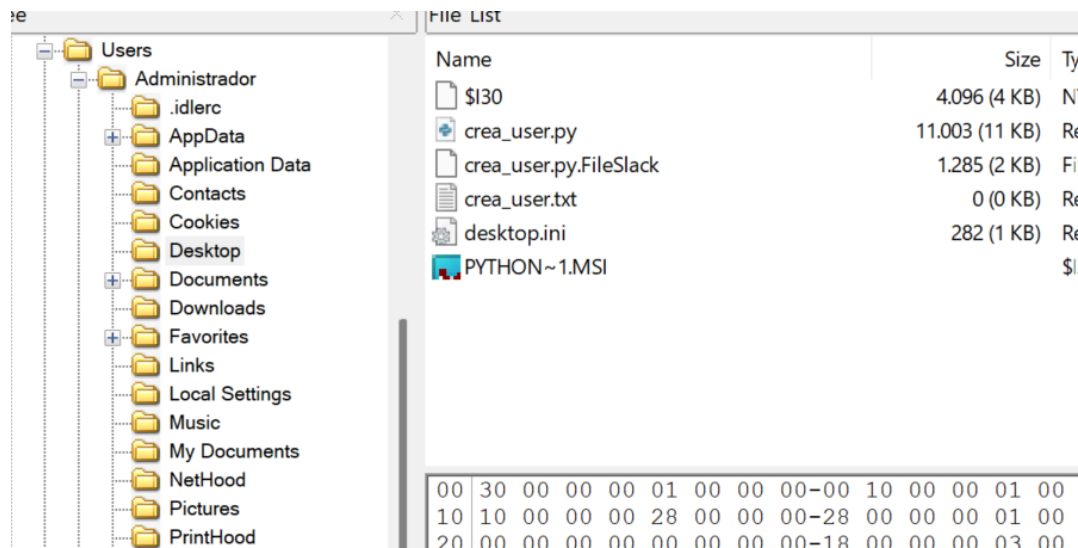 File List
Users
Administrador
.idlerc
AppData
Application Data
Contacts
Cookies
Desktop
Documents
Downloads
Favorites
Links
Local Settings
Music
My Documents
NetHood
Pictures
PrintHood
Name Size Ty
$I30 4.096 (4 KB) N
crea_user.py 11.003 (11 KB) Re
crea_user.py.FileSlack 1.285 (2 KB) Fi
crea_user.txt 0 (0 KB) Re
desktop.ini 282 (1 KB) Re
PYTHON~1.MSI $I
00 30 00 00 00 01 00 00 00-00 10 00 00 01 00
10 10 00 00 00 28 00 00 00-28 00 00 00 01 00
20 00 00 00 00 00 00 00 00-18 00 00 00 03 00